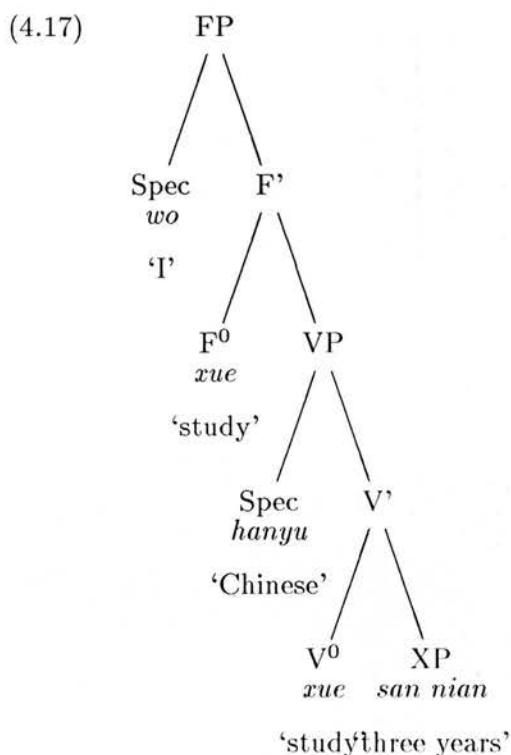 (4.17) FP
Spec F’
wo
‘I’
F⁰ VP
xue
‘study’
Spec V’
hanyu
‘Chinese’
V⁰ XP
xue san nian
‘study‘three years’